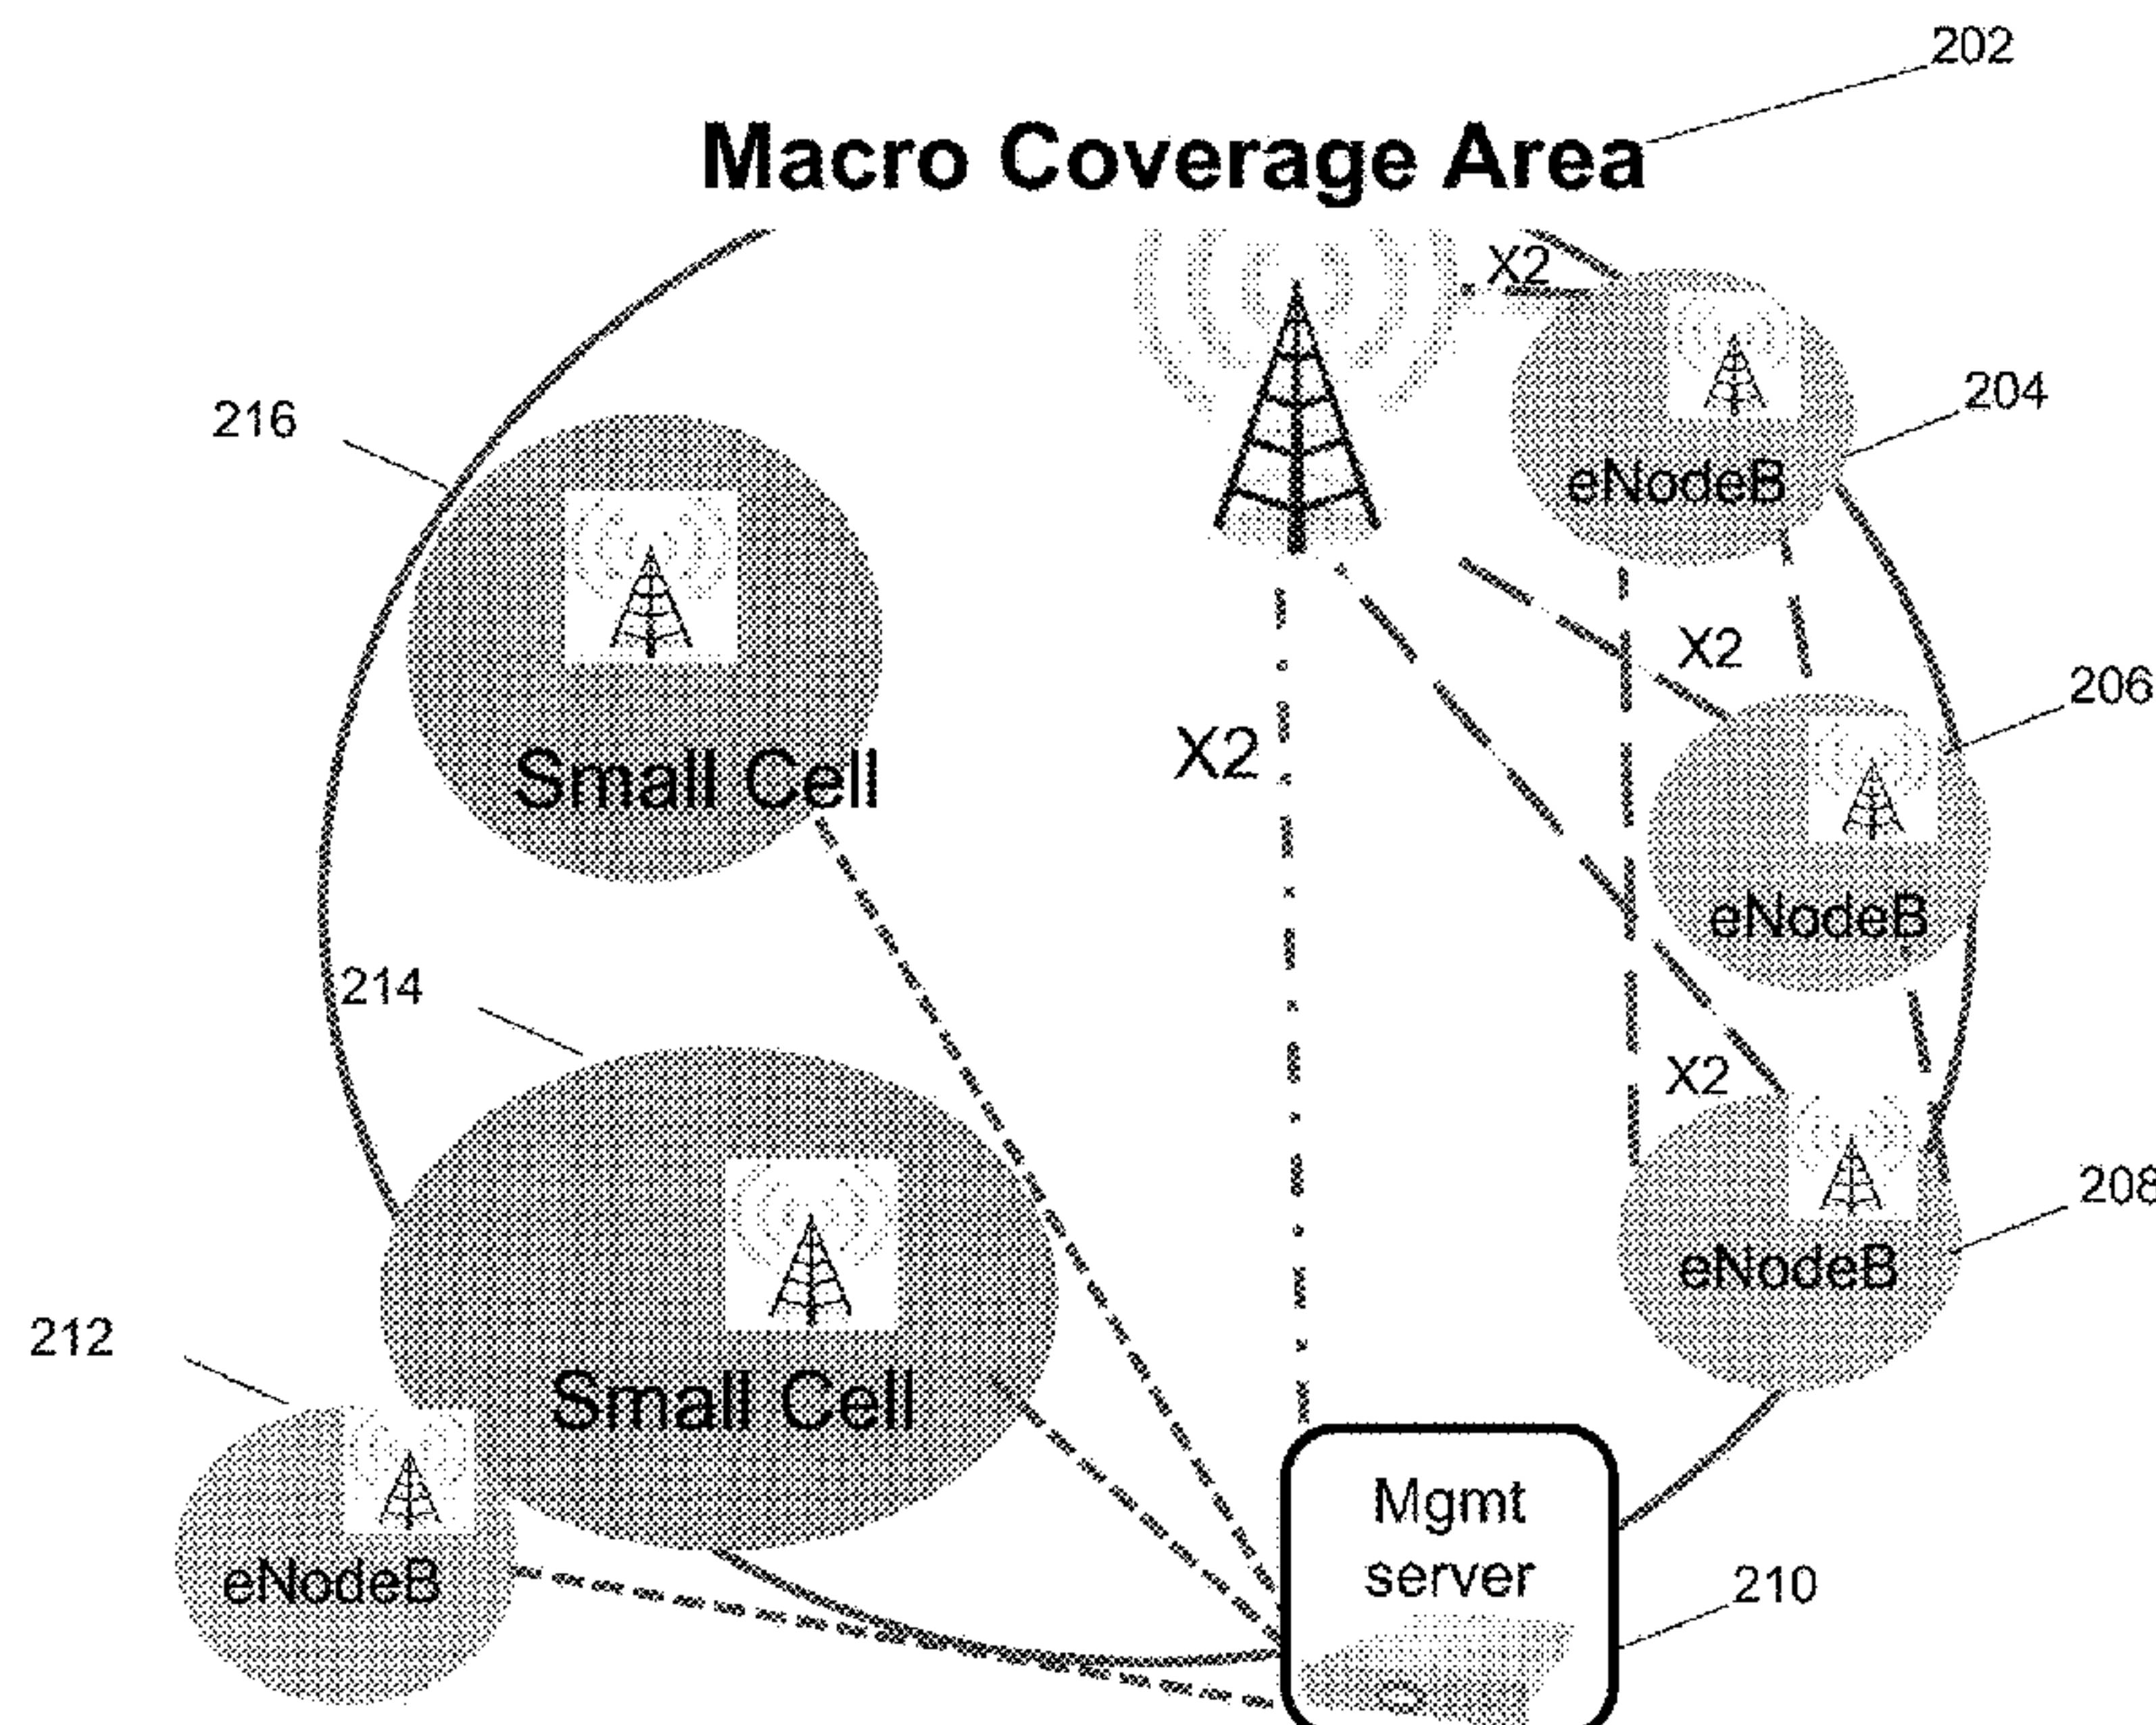 202
Macro Coverage Area
X2
204
216
eNodeB
X2
206
X2
Small Cell
eNodeB
214
X2
208
eNodeB
212
Small Cell
Mgmt
server
eNodeB
210